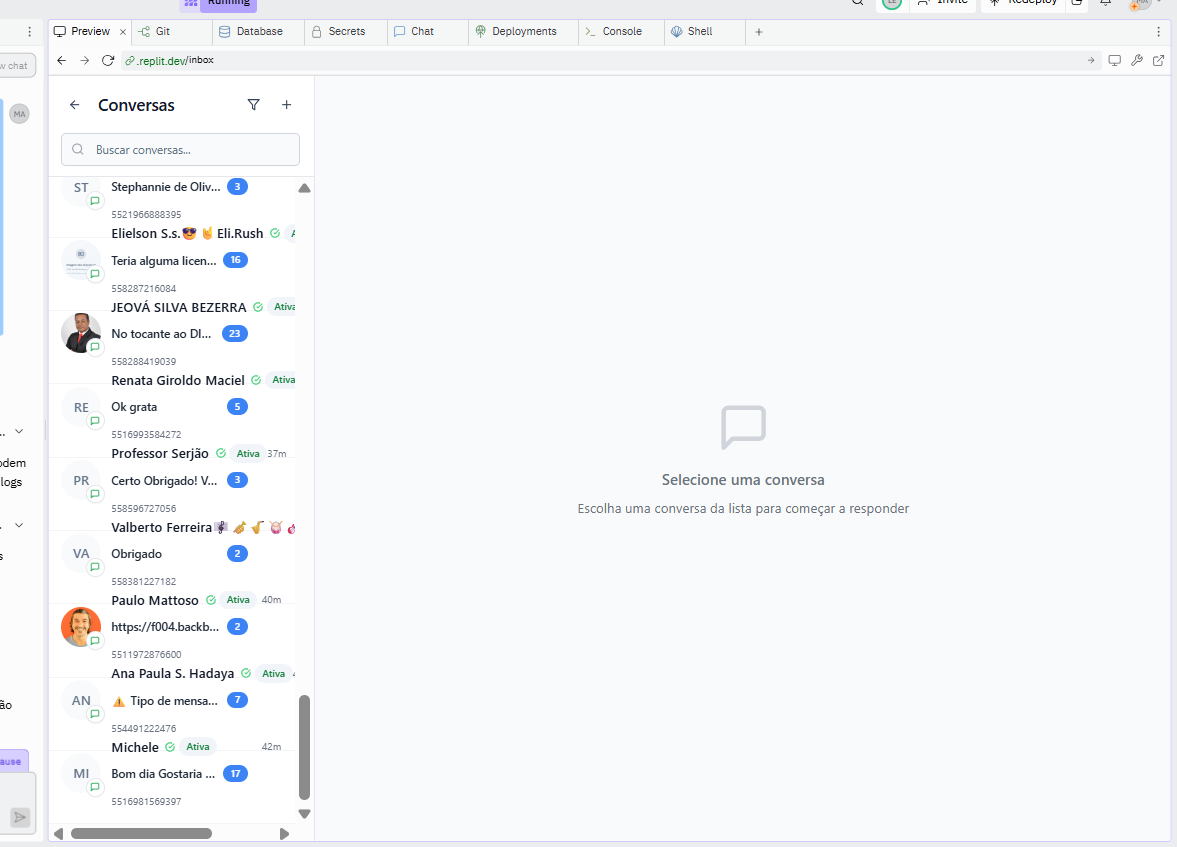 Running
Invite
Redeploy
Preview
Git
Database
Secrets
Chat
Deployments
Console
Shell
w chat
.replit.dev/inbox
MA
Conversas
Buscar conversas...
ST
Stephannie de Oliv...
3
5521966888395
Elielson S.s.😎🤘Eli.Rush
Teria alguma licen...
16
558287216084
JEOVÁ SILVA BEZERRA
Ativa
No tocante ao DI...
23
558288419039
Renata Giroldo Maciel
Ativa
RE
Ok grata
5
5516993584272
Professor Serjão
Ativa
37m
PR
Certo Obrigado! V...
3
558596727056
Valberto Ferreira🎼🎺🎷
VA
Obrigado
2
558381227182
Paulo Mattoso
Ativa
40m
https://f004.backb...
2
5511972876600
Ana Paula S. Hadaya
Ativa
AN
⚠️ Tipo de mensa...
7
554491222476
Michele
Ativa
42m
MI
Bom dia Gostaria ...
17
5516981569397
Selecione uma conversa
Escolha uma conversa da lista para começar a responder
odem
logs
s
ão
ause